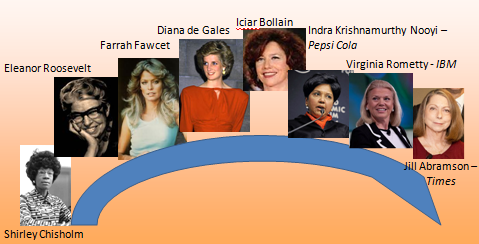 Iciar Bollain
Diana de Gales
Indra Krishnamurthy Nooyi –
Pepsi Cola
Farrah Fawcet
Eleanor Roosevelt
Virginia Rometty - IBM
Jill Abramson –
Times
Shirley Chisholm